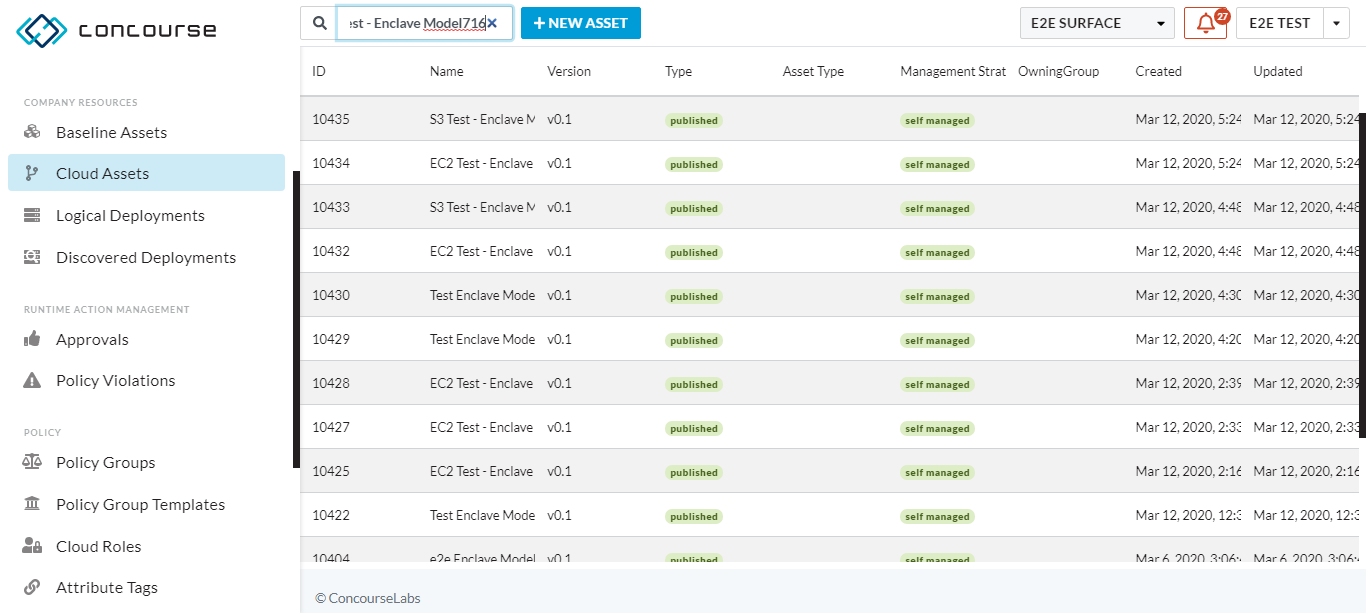 concourse
est - Enclave Model716
NEW ASSET
E2E SURFACE
27
E2E TEST
COMPANY RESOURCES
Baseline Assets
Cloud Assets
Logical Deployments
Discovered Deployments
RUNTIME ACTION MANAGEMENT
Approvals
Policy Violations
POLICY
Policy Groups
Policy Group Templates
Cloud Roles
Attribute Tags
ID Name Version Type Asset Type Management Strat OwningGroup Created Updated
10435 S3 Test - Enclave M v0.1 published self managed Mar 12, 2020, 5:24 Mar 12, 2020, 5:24
10434 EC2 Test - Enclave v0.1 published self managed Mar 12, 2020, 5:24 Mar 12, 2020, 5:24
10433 S3 Test - Enclave M v0.1 published self managed Mar 12, 2020, 4:48 Mar 12, 2020, 4:48
10432 EC2 Test - Enclave v0.1 published self managed Mar 12, 2020, 4:48 Mar 12, 2020, 4:48
10430 Test Enclave Mode v0.1 published self managed Mar 12, 2020, 4:30 Mar 12, 2020, 4:30
10429 Test Enclave Mode v0.1 published self managed Mar 12, 2020, 4:20 Mar 12, 2020, 4:20
10428 EC2 Test - Enclave v0.1 published self managed Mar 12, 2020, 2:39 Mar 12, 2020, 2:39
10427 EC2 Test - Enclave v0.1 published self managed Mar 12, 2020, 2:33 Mar 12, 2020, 2:33
10425 EC2 Test - Enclave v0.1 published self managed Mar 12, 2020, 2:16 Mar 12, 2020, 2:16
10422 Test Enclave Mode v0.1 published self managed Mar 12, 2020, 12:3 Mar 12, 2020, 12:3
10404 e2e Enclave Model v0.1 published self managed Mar 6, 2020, 3:06: Mar 6, 2020, 3:06:
© ConcourseLabs